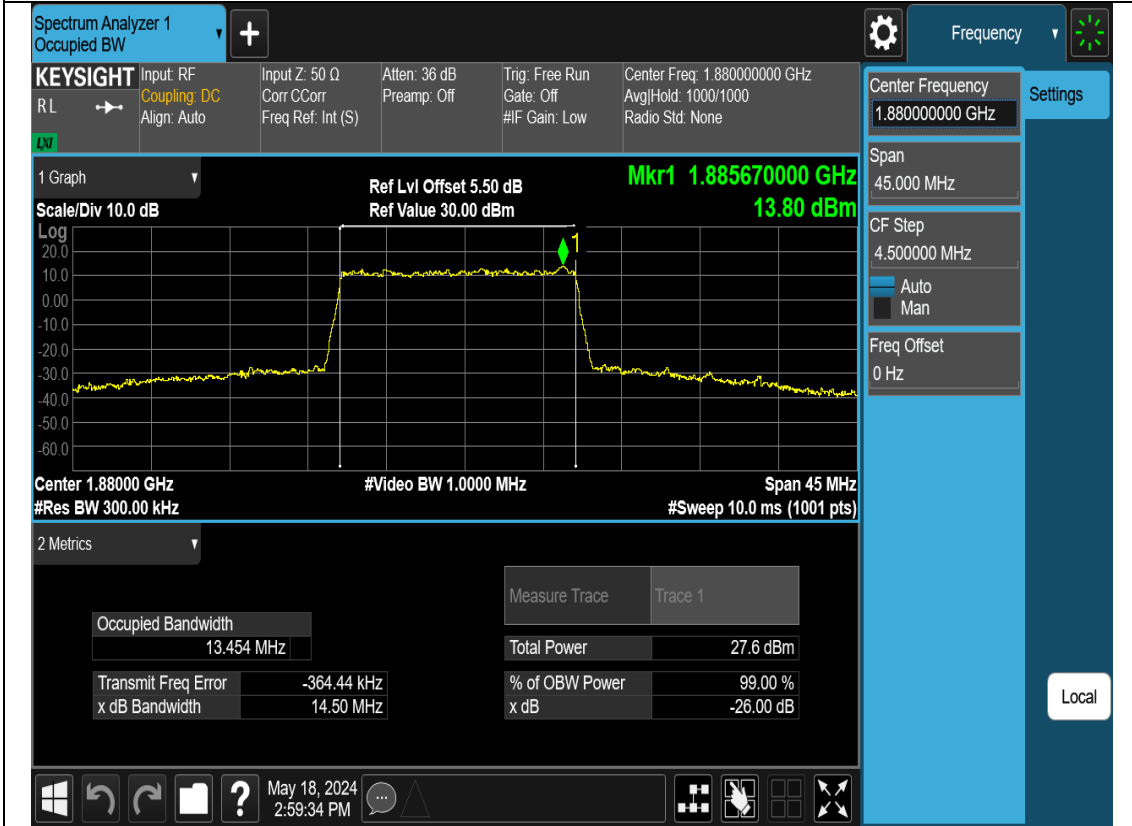 Spectrum Analyzer 1
Occupied BW
+
Frequency
KEYSIGHT
R L
LXI
Input: RF
Coupling: DC
Align: Auto
Input Z: 50 Ω
Corr CCorr
Freq Ref: Int (S)
Atten: 36 dB
Preamp: Off
Trig: Free Run
Gate: Off
#IF Gain: Low
Center Freq: 1.880000000 GHz
Avg|Hold: 1000/1000
Radio Std: None
Center Frequency
1.880000000 GHz
Settings
Span
45.000 MHz
CF Step
4.500000 MHz
Auto
Man
Freq Offset
0 Hz
Local
1 Graph
Scale/Div 10.0 dB
Ref Lvl Offset 5.50 dB
Ref Value 30.00 dBm
Mkr1 1.885670000 GHz
13.80 dBm
Log
1
20.0
10.0
0.00
-10.0
-20.0
-30.0
-40.0
-50.0
-60.0
Center 1.88000 GHz
#Video BW 1.0000 MHz
Span 45 MHz
#Res BW 300.00 kHz
#Sweep 10.0 ms (1001 pts)
2 Metrics
Measure Trace Trace 1
Occupied Bandwidth
13.454 MHz
Total Power 27.6 dBm
Transmit Freq Error -364.44 kHz
% of OBW Power 99.00 %
x dB Bandwidth 14.50 MHz
x dB -26.00 dB
?
May 18, 2024
2:59:34 PM